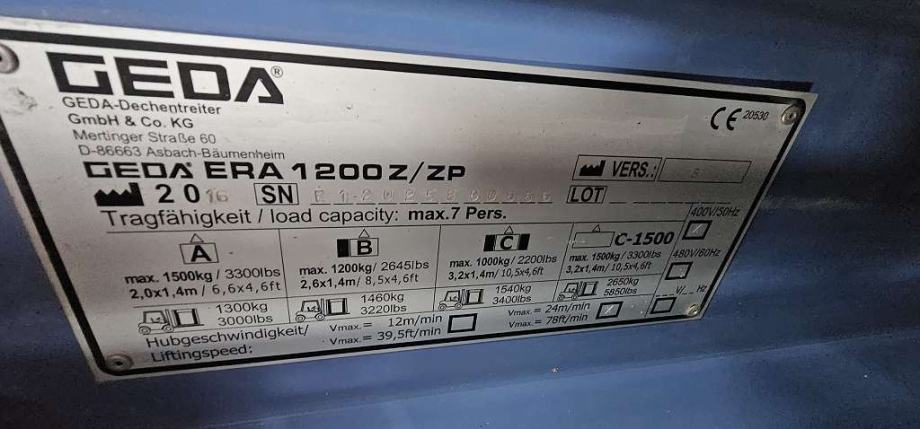 GEDA®
GEDA-Dechentreiter
GmbH & Co. KG
Mertinger Straße 60
D-86663 Asbach-Bäumenheim
CE 20530
GEDA® ERA 1200 Z/ZP
VERS.: 8
2016 SN LOT
Tragfähigkeit / load capacity: max.7 Pers.
400V/50Hz
A
max. 1500kg / 3300lbs
2,0x1,4m / 6,6x4,6ft
B
max. 1200kg / 2645lbs
2,6x1,4m / 8,5x4,6ft
C
max. 1000kg / 2200lbs
3,2x1,4m / 10,5x4,6ft
C-1500
max. 1500kg / 3300lbs
3,2x1,4m / 10,5x4,6ft
480V/60Hz
1300kg
3000lbs
1460kg
3220lbs
1540kg
3400lbs
2650kg
5850lbs
V/.. Hz
Hubgeschwindigkeit/
Liftingspeed:
Vmax.= 12m/min
Vmax.= 39,5ft/min
Vmax.= 24m/min
Vmax.= 78ft/min